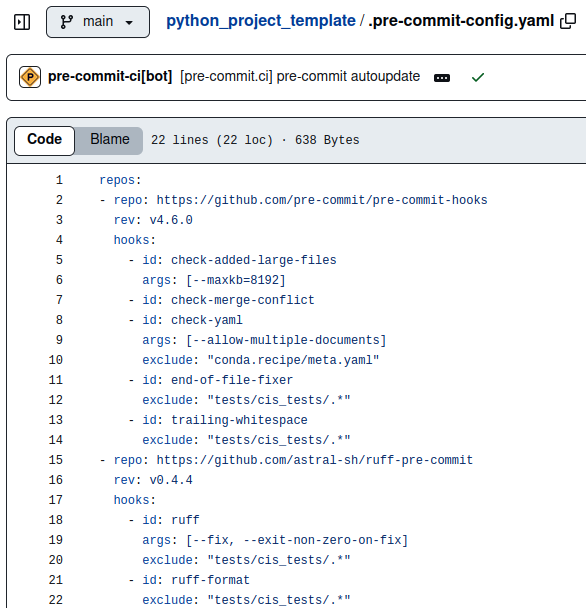 main python_project_template / .pre-commit-config.yaml
P pre-commit-ci[bot] [pre-commit.ci] pre-commit autoupdate ...
Code Blame 22 lines (22 loc) · 638 Bytes
1 repos:
2 - repo: https://github.com/pre-commit/pre-commit-hooks
3   rev: v4.6.0
4   hooks:
5     - id: check-added-large-files
6       args: [--maxkb=8192]
7     - id: check-merge-conflict
8     - id: check-yaml
9       args: [--allow-multiple-documents]
10       exclude: "conda.recipe/meta.yaml"
11     - id: end-of-file-fixer
12       exclude: "tests/cis_tests/.*"
13     - id: trailing-whitespace
14       exclude: "tests/cis_tests/.*"
15 - repo: https://github.com/astral-sh/ruff-pre-commit
16   rev: v0.4.4
17   hooks:
18     - id: ruff
19       args: [--fix, --exit-non-zero-on-fix]
20       exclude: "tests/cis_tests/.*"
21     - id: ruff-format
22       exclude: "tests/cis_tests/.*"